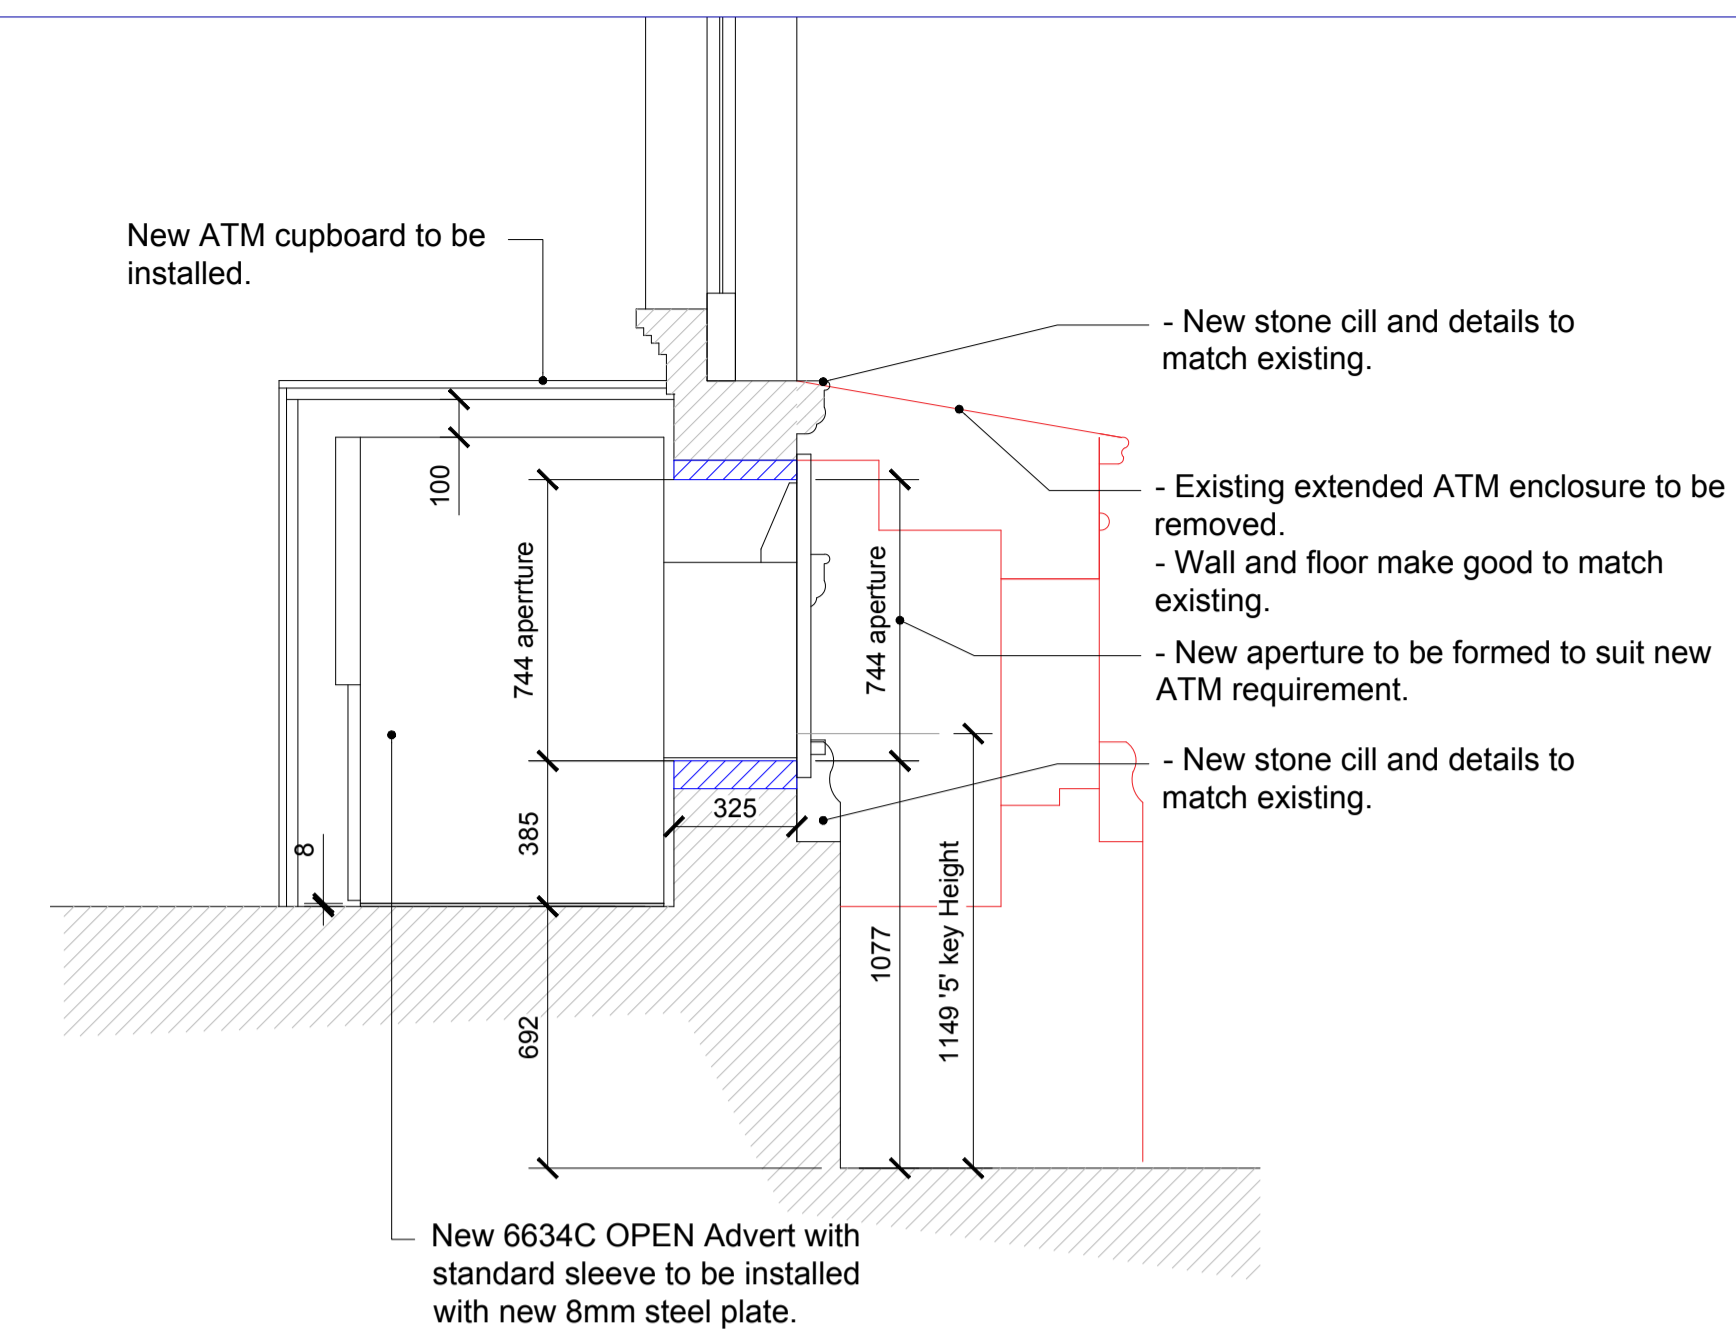 New ATM cupboard to be
installed.
- New stone cill and details to
match existing.
- Existing extended ATM enclosure to be
removed.
- Wall and floor make good to match
existing.
- New aperture to be formed to suit new
ATM requirement.
- New stone cill and details to
match existing.
100
744 aperrture
744 aperture
325
385
8
692
1077
1149 '5' key Height
New 6634C OPEN Advert with
standard sleeve to be installed
with new 8mm steel plate.